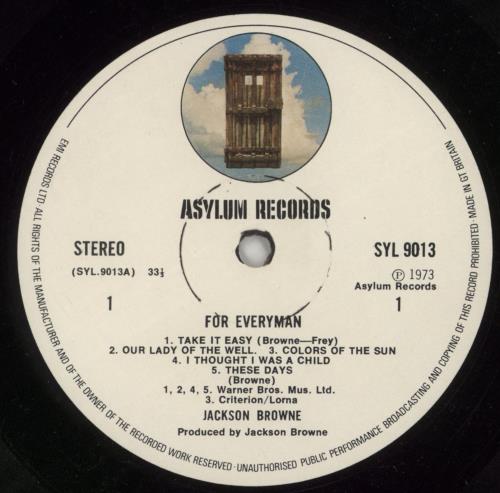 ASYLUM RECORDS
STEREO
SYL 9013
(SYL.9013A) 33⅓
Ⓟ 1973
Asylum Records
1
1
FOR EVERYMAN
1. TAKE IT EASY (Browne—Frey)
2. OUR LADY OF THE WELL. 3. COLORS OF THE SUN
4. I THOUGHT I WAS A CHILD
5. THESE DAYS
(Browne)
1, 2, 4, 5. Warner Bros. Mus. Ltd.
3. Criterion/Lorna
JACKSON BROWNE
Produced by Jackson Browne
EMI RECORDS LTD· ALL RIGHTS OF THE MANUFACTURER AND OF THE OWNER OF THE RECORDED WORK RESERVED ·UNAUTHORISED PUBLIC PERFORMANCE BROADCASTING AND COPYING OF THIS RECORD PROHIBITED· MADE IN GT BRITAIN